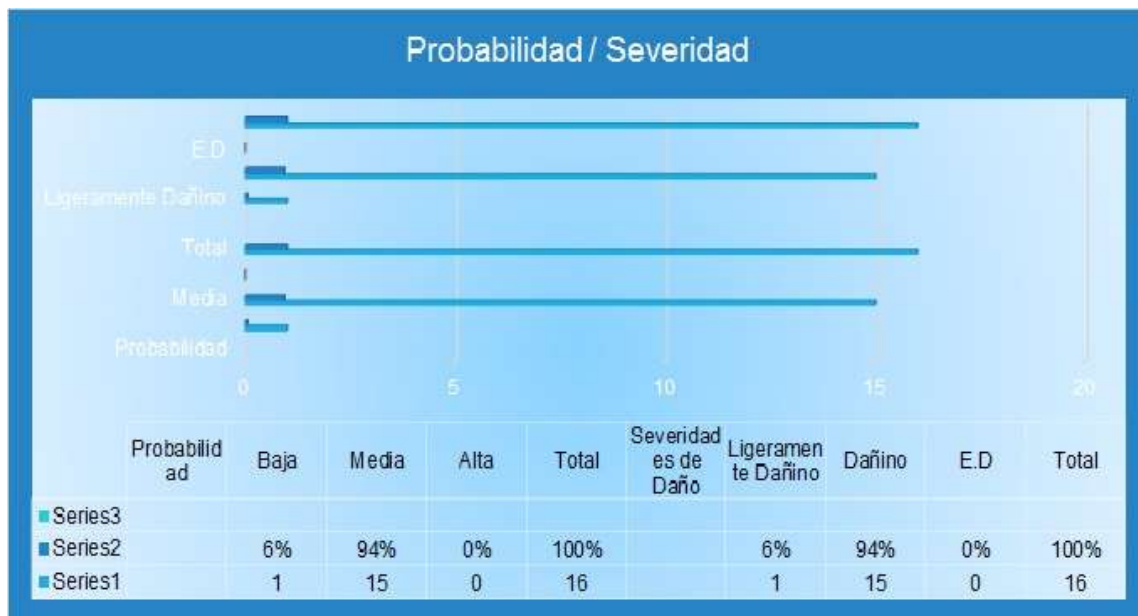 Probabilidad / Severidad
E.D
Ligeramente Dañino
Total
Media
Probabilidad
0 5 10 15 20
Probabilid
ad
Baja
Media
Alta
Total
Severidad
es de
Daño
Ligeramen
te Dañino
Dañino
E.D
Total
Series3
Series2 6% 94% 0% 100% 6% 94% 0% 100%
Series1 1 15 0 16 1 15 0 16